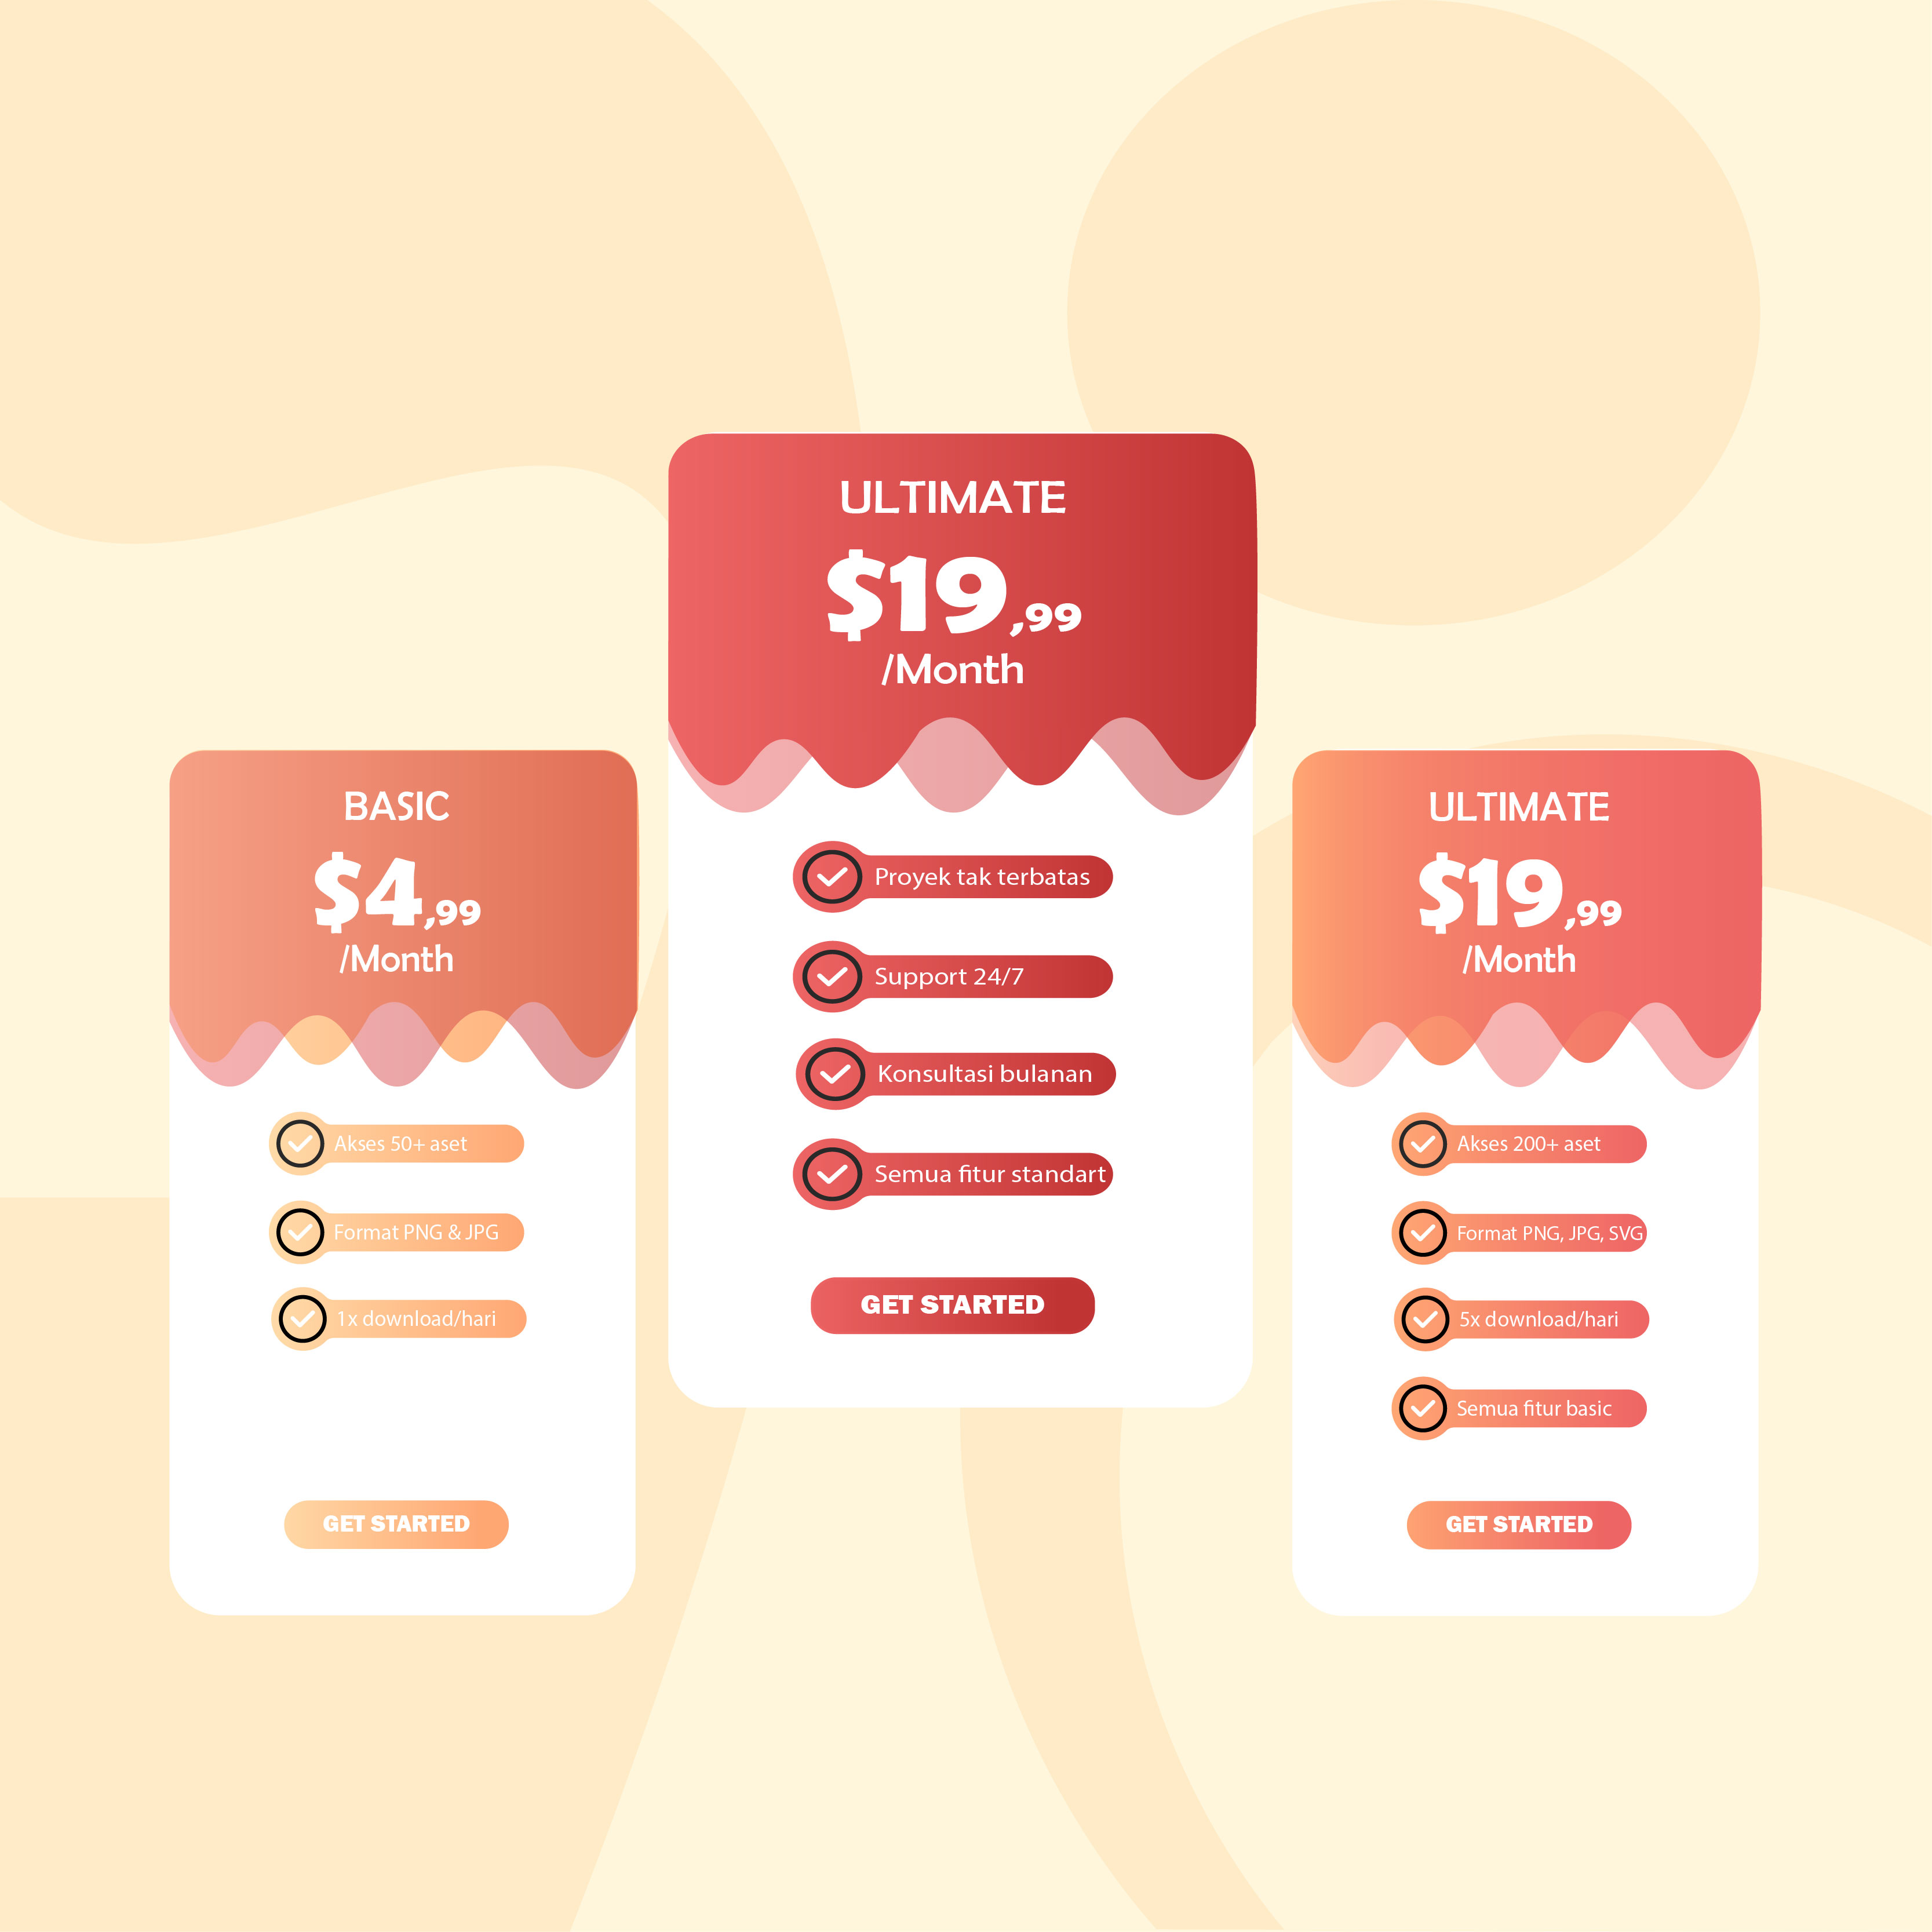 BASIC
$4,99
/Month
Akses 50+ aset
Format PNG & JPG
1x download/hari
GET STARTED
ULTIMATE
$19,99
/Month
Proyek tak terbatas
Support 24/7
Konsultasi bulanan
Semua fitur standart
GET STARTED
ULTIMATE
$19,99
/Month
Akses 200+ aset
Format PNG, JPG, SVG
5x download/hari
Semua fitur basic
GET STARTED